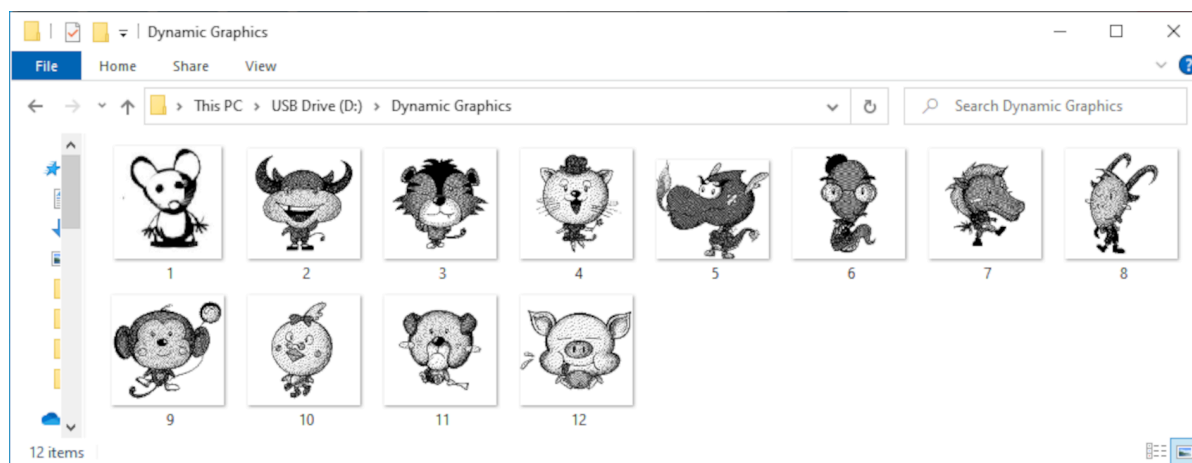 Dynamic Graphics
File Home Share View
This PC > USB Drive (D:) > Dynamic Graphics
Search Dynamic Graphics
1 2 3 4 5 6 7 8
9 10 11 12
12 items